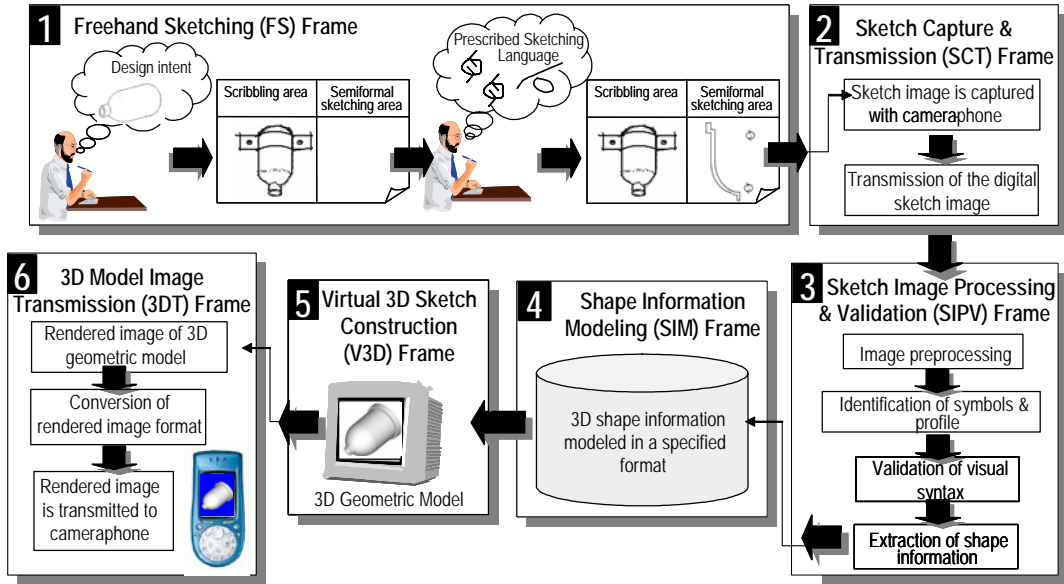 1
Freehand Sketching (FS) Frame
Design intent
Scribbling area
Semiformal
sketching area
Prescribed Sketching
Language
Scribbling area
Semiformal
sketching area
2
Sketch Capture &
Transmission (SCT) Frame
Sketch image is captured
with cameraphone
Transmission of the digital
sketch image
3
Sketch Image Processing
& Validation (SIPV) Frame
Image preprocessing
Identification of symbols &
profile
Validation of visual
syntax
Extraction of shape
information
4
Shape Information
Modeling (SIM) Frame
3D shape information
modeled in a specified
format
5
Virtual 3D Sketch
Construction
(V3D) Frame
3D Geometric Model
6
3D Model Image
Transmission (3DT) Frame
Rendered image of 3D
geometric model
Conversion of
rendered image format
Rendered image
is transmitted to
cameraphone